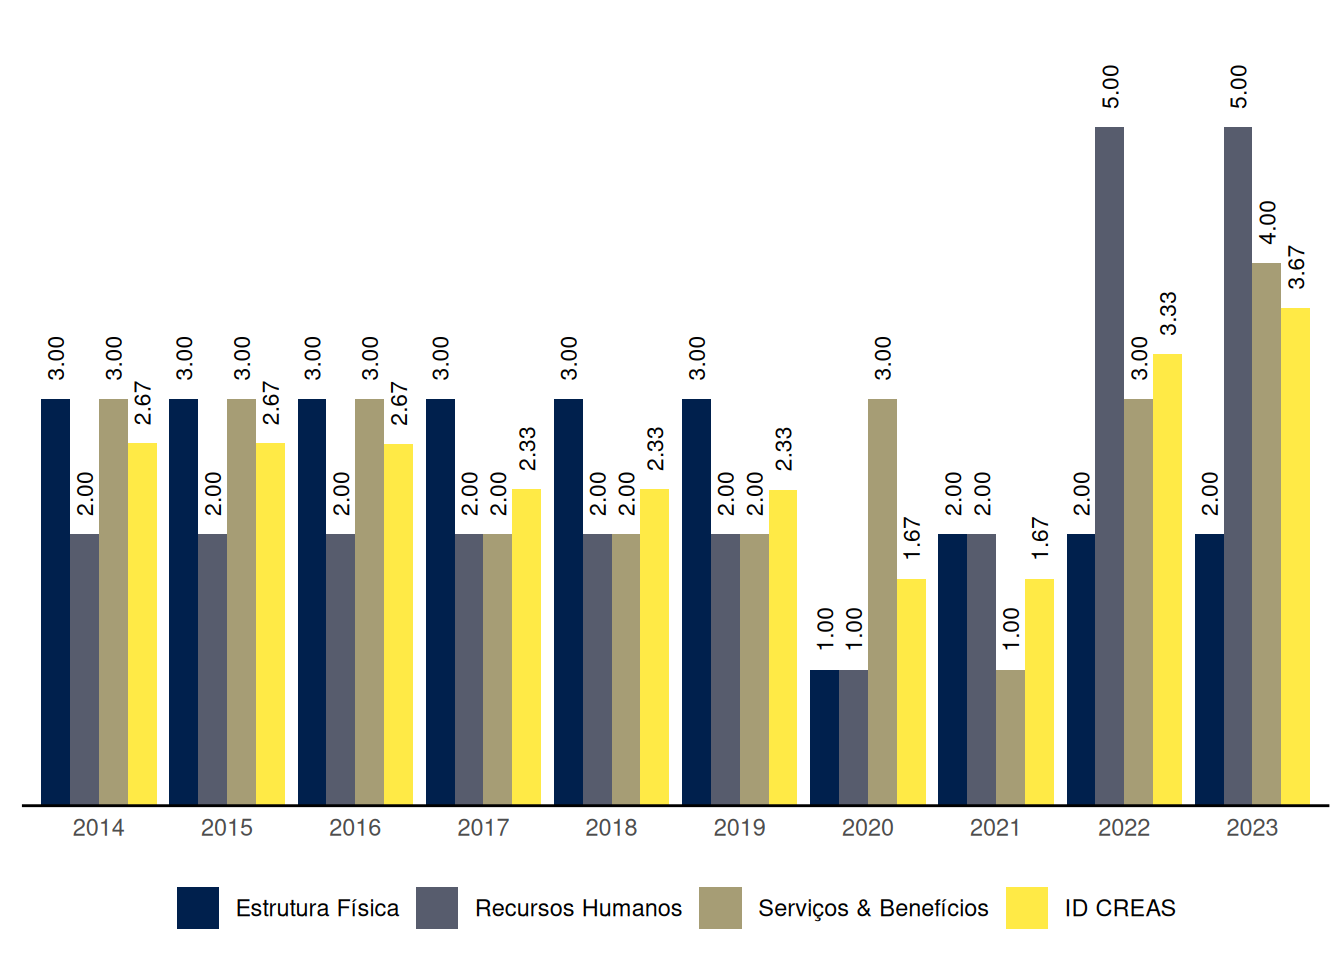 3.00 2.00 3.00 2.67 3.00 2.00 3.00 2.67 3.00 2.00 3.00 2.67 3.00 2.00 2.00 2.33 3.00 2.00 2.00 2.33 3.00 2.00 2.00 2.33 1.00 1.00 3.00 1.67 2.00 2.00 1.00 1.67 2.00 5.00 3.00 3.33 2.00 5.00 4.00 3.67
2014 2015 2016 2017 2018 2019 2020 2021 2022 2023
Estrutura Física Recursos Humanos Serviços & Benefícios ID CREAS